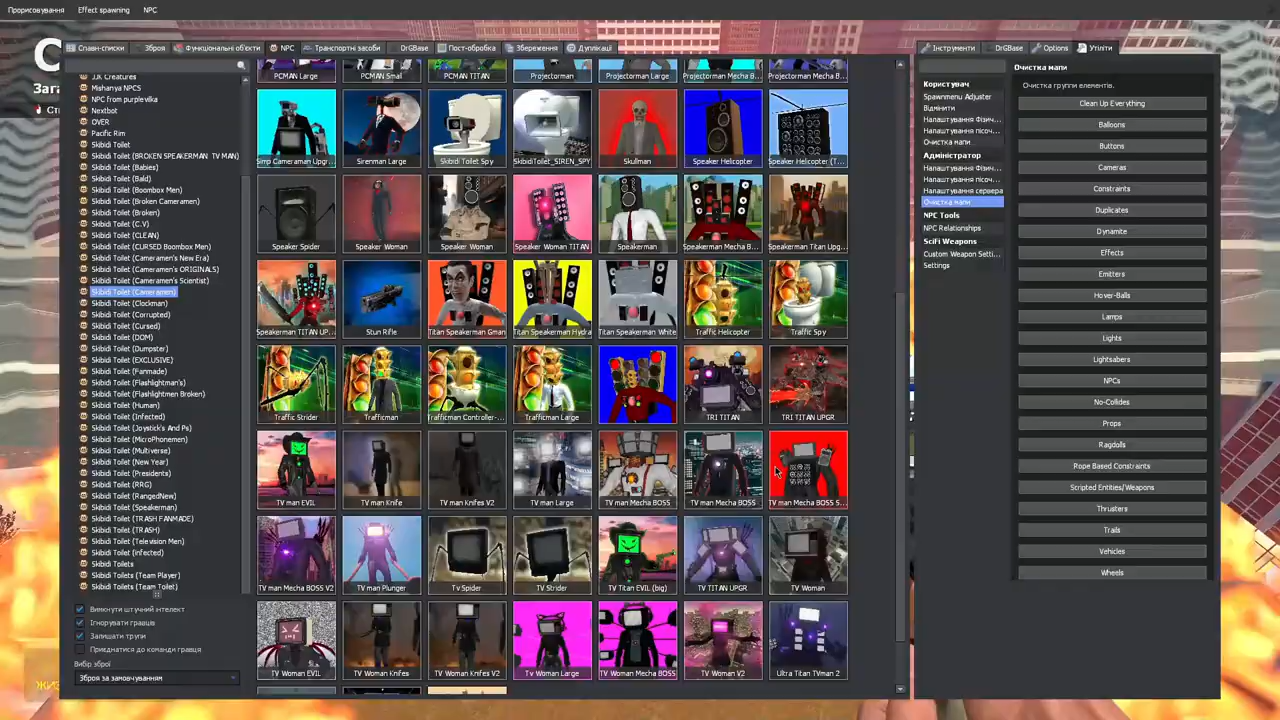 Прорисовування Effect spawning NPC
С
Зага
Ст
жиз
Спавн-списки Зброя Функціональні об'єкти NPC Транспортні засоби DrGBase Пост-обробка Збереження Дуплікації
JJK Creatures
Mishanya NPCS
NPC from purplevika
Nextbot
OVER
Pacific Rim
Skibidi Toilet
Skibidi Toilet (BROKEN SPEAKERMAN TV MAN)
Skibidi Toilet (Babies)
Skibidi Toilet (Bald)
Skibidi Toilet (Boombox Men)
Skibidi Toilet (Broken Cameramen)
Skibidi Toilet (Broken)
Skibidi Toilet (C.V)
Skibidi Toilet (CLEAN)
Skibidi Toilet (CURSED Boombox Men)
Skibidi Toilet (Cameramen's New Era)
Skibidi Toilet (Cameramen's ORIGINALS)
Skibidi Toilet (Cameramen's Scientist)
Skibidi Toilet (Cameramen)
Skibidi Toilet (Clockman)
Skibidi Toilet (Corrupted)
Skibidi Toilet (Cursed)
Skibidi Toilet (DOM)
Skibidi Toilet (Dumpster)
Skibidi Toilet (EXCLUSIVE)
Skibidi Toilet (Fanmade)
Skibidi Toilet (Flashlightman's)
Skibidi Toilet (Flashlightmen Broken)
Skibidi Toilet (Human)
Skibidi Toilet (Infected)
Skibidi Toilet (Joystick's And Ps)
Skibidi Toilet (MicroPhonemen)
Skibidi Toilet (Multiverse)
Skibidi Toilet (New Year)
Skibidi Toilet (Presidents)
Skibidi Toilet (RRG)
Skibidi Toilet (RangedNew)
Skibidi Toilet (Speakerman)
Skibidi Toilet (TRASH FANMADE)
Skibidi Toilet (TRASH)
Skibidi Toilet (Television Men)
Skibidi Toilet (infected)
Skibidi Toilets
Skibidi Toilets (Team Player)
Skibidi Toilets (Team Toilet)
Вимкнути штучний інтелект
Ігнорувати гравців
Залишати трупи
Приєднатися до команди гравця
Вибір зброї
Зброя за замовчуванням
PCMAN Large PCMAN Small PCMAN TITAN Projectorman Projectorman Large Projectorman Mecha B... Projectorman Mecha B...
Simp Cameraman Upgr... Sirenman Large Skibidi Toilet Spy SkibidiToilet_SIREN_SPY Skulman Speaker Helicopter Speaker Helicopter (T...
Speaker Spider Speaker Woman Speaker Woman Speaker Woman TITAN Speakerman Speakerman Mecha B... Speakerman Titan Upg...
Speakerman TITAN UP... Stun Rifle Titan Speakerman Gman Titan Speakerman Hydra Titan Speakerman White Traffic Helicopter Traffic Spy
Traffic Strider Trafficman Trafficman Controller-... Trafficman Large TRI TITAN TRI TITAN UPGR
TV man EVIL TV man Knife TV man Knifes V2 TV man Large TV man Mecha BOSS TV man Mecha BOSS TV man Mecha BOSS S...
TV man Mecha BOSS V2 TV man Plunger Tv Spider TV Strider TV Titan EVIL (big) TV TITAN UPGR TV Woman
TV Woman EVIL TV Woman Knifes TV Woman Knifes V2 Tv Woman Large TV Woman Mecha BOSS TV Woman V2 Ultra Titan TVman 2
Інструменти DrGBase Options Утиліти
Користувач
Spawnmenu Adjuster
Відмінити
Налаштування Фізич...
Налаштування пісоч...
Очистка мапи
Адміністратор
Налаштування Фізич...
Налаштування пісоч...
Налаштування сервера
Очистка мапи
NPC Tools
NPC Relationships
SciFi Weapons
Custom Weapon Setti...
Settings
Очистка мапи
Очистка группи елементів.
Clean Up Everything
Balloons
Buttons
Cameras
Constraints
Duplicates
Dynamite
Effects
Emitters
Hover-Balls
Lamps
Lights
Lightsabers
NPCs
No-Collides
Props
Ragdolls
Rope Based Constraints
Scripted Entities/Weapons
Thrusters
Trails
Vehicles
Wheels